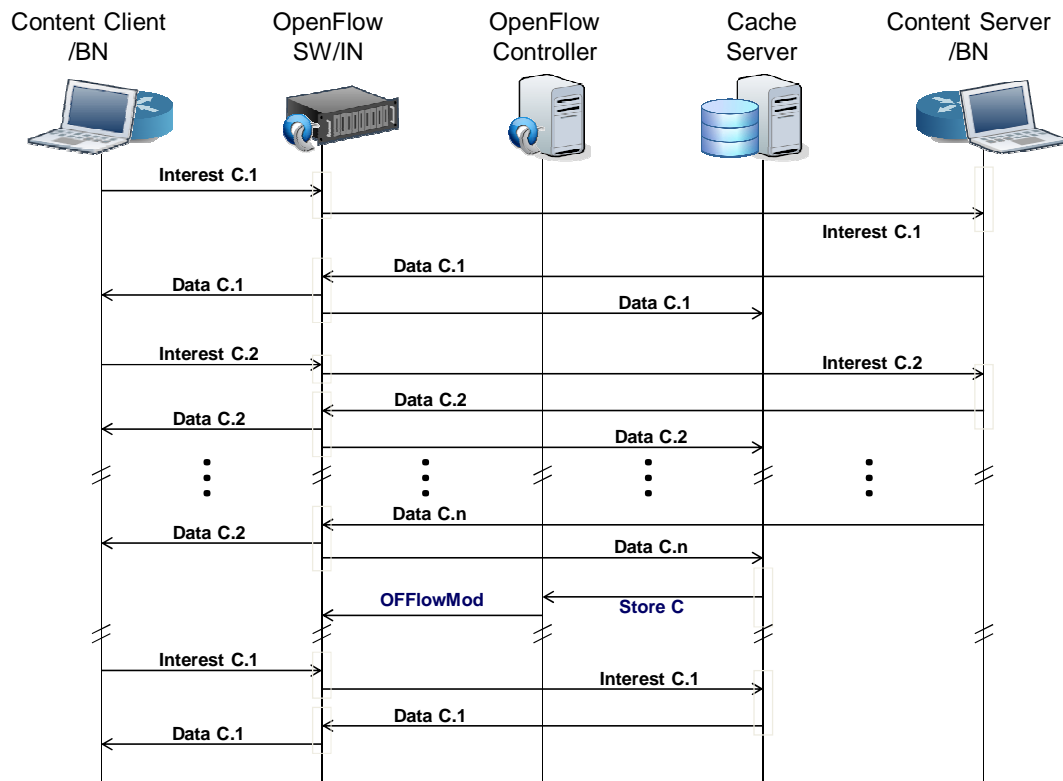 Content Client
/BN
OpenFlow
SW/IN
OpenFlow
Controller
Cache
Server
Content Server
/BN
Interest C.1
Interest C.1
Data C.1
Data C.1
Data C.1
Interest C.2
Interest C.2
Data C.2
Data C.2
Data C.2
Data C.n
Data C.2
Data C.n
OFFlowMod
Store C
Interest C.1
Interest C.1
Data C.1
Data C.1